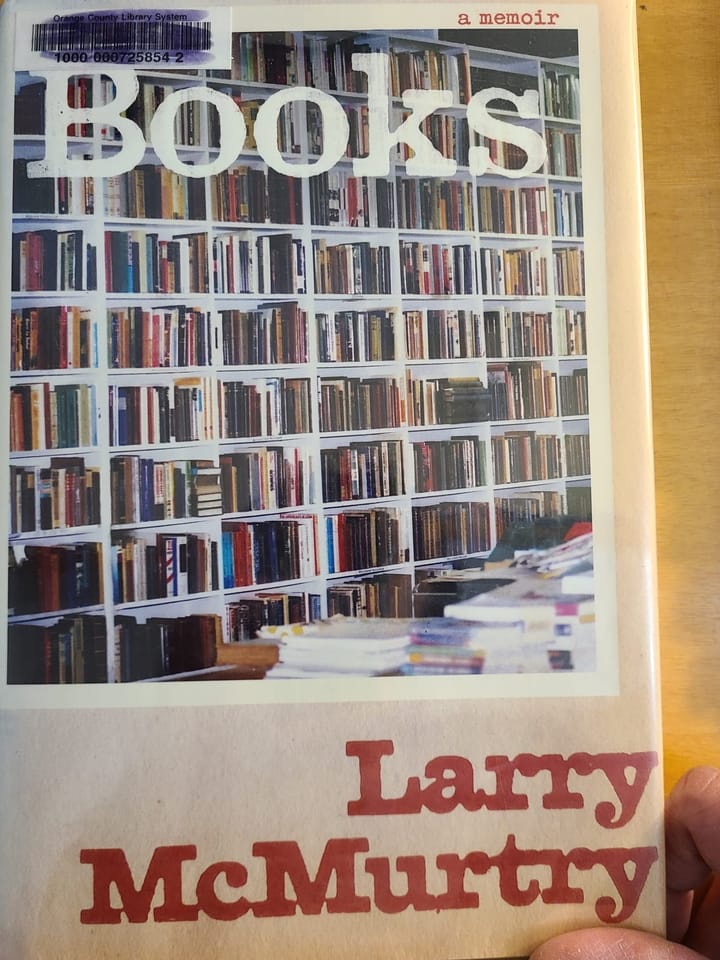 Orange County Library System
1000 000725854 2
a memoir
Books
Larry
McMurtry